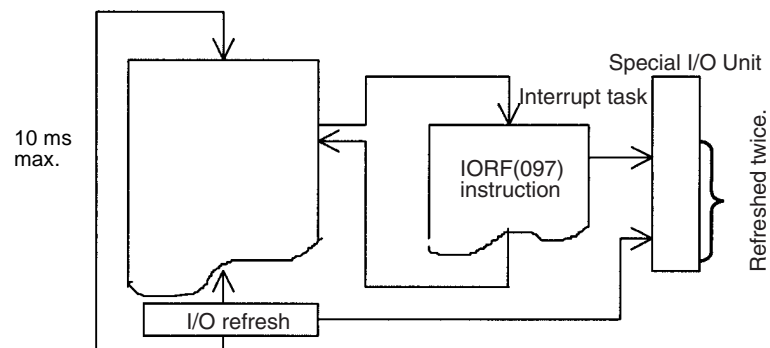 Special I/O Unit
Interrupt task
10 ms
max.
IORF(097)
instruction
Refreshed twice.
I/O refresh